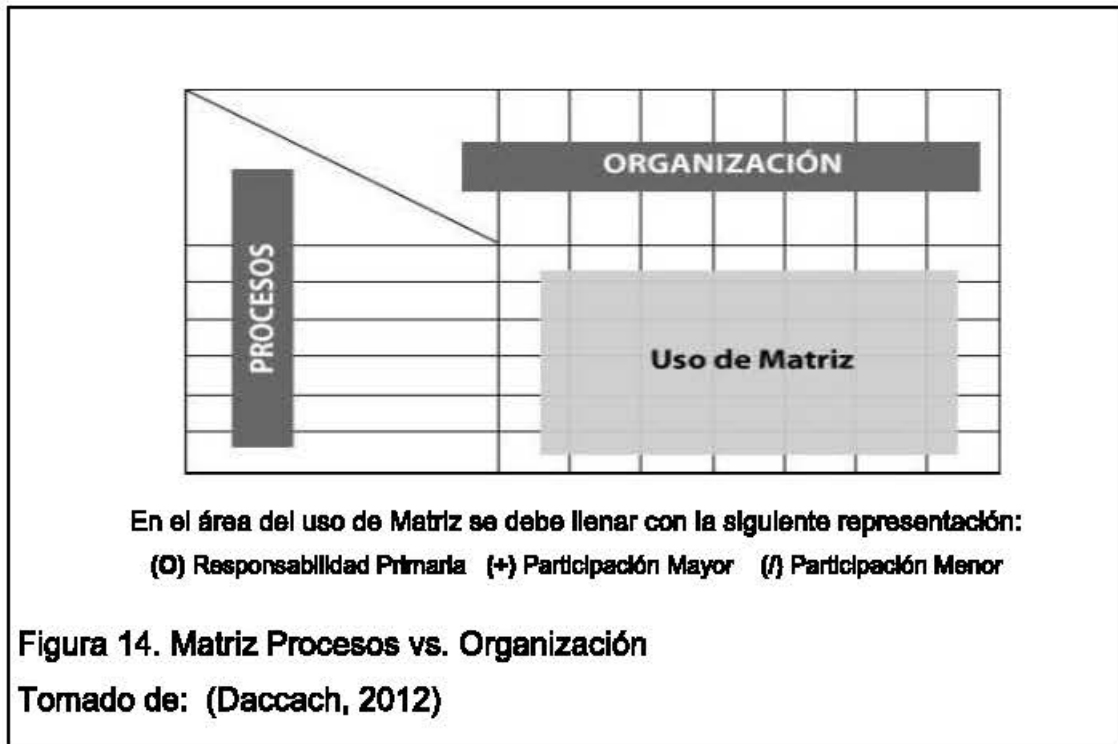 ORGANIZACIÓN
PROCESOS
Uso de Matriz
En el área del uso de Matriz se debe llenar con la siguiente representación:
(O) Responsabilidad Primaria (+) Participación Mayor (/) Participación Menor
Figura 14. Matriz Procesos vs. Organización
Tomado de: (Daccach, 2012)